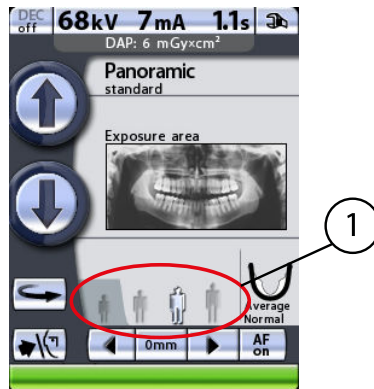 DEC off 68kV 7mA 1.1s
DAP: 6 mGy×cm²
Panoramic
standard
Exposure area
1
Average
Normal
0mm AF on